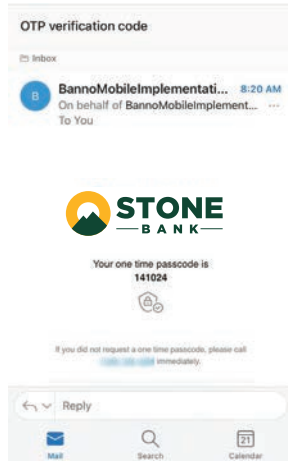 OTP verification code
Inbox
B
BannoMobileImplementati... 8:20 AM
On behalf of BannoMobileImplement... ...
To You
STONE
BANK
Your one time passcode is
141024
If you did not request a one time passcode, please call
immediately.
Reply
21
Mail Search Calendar